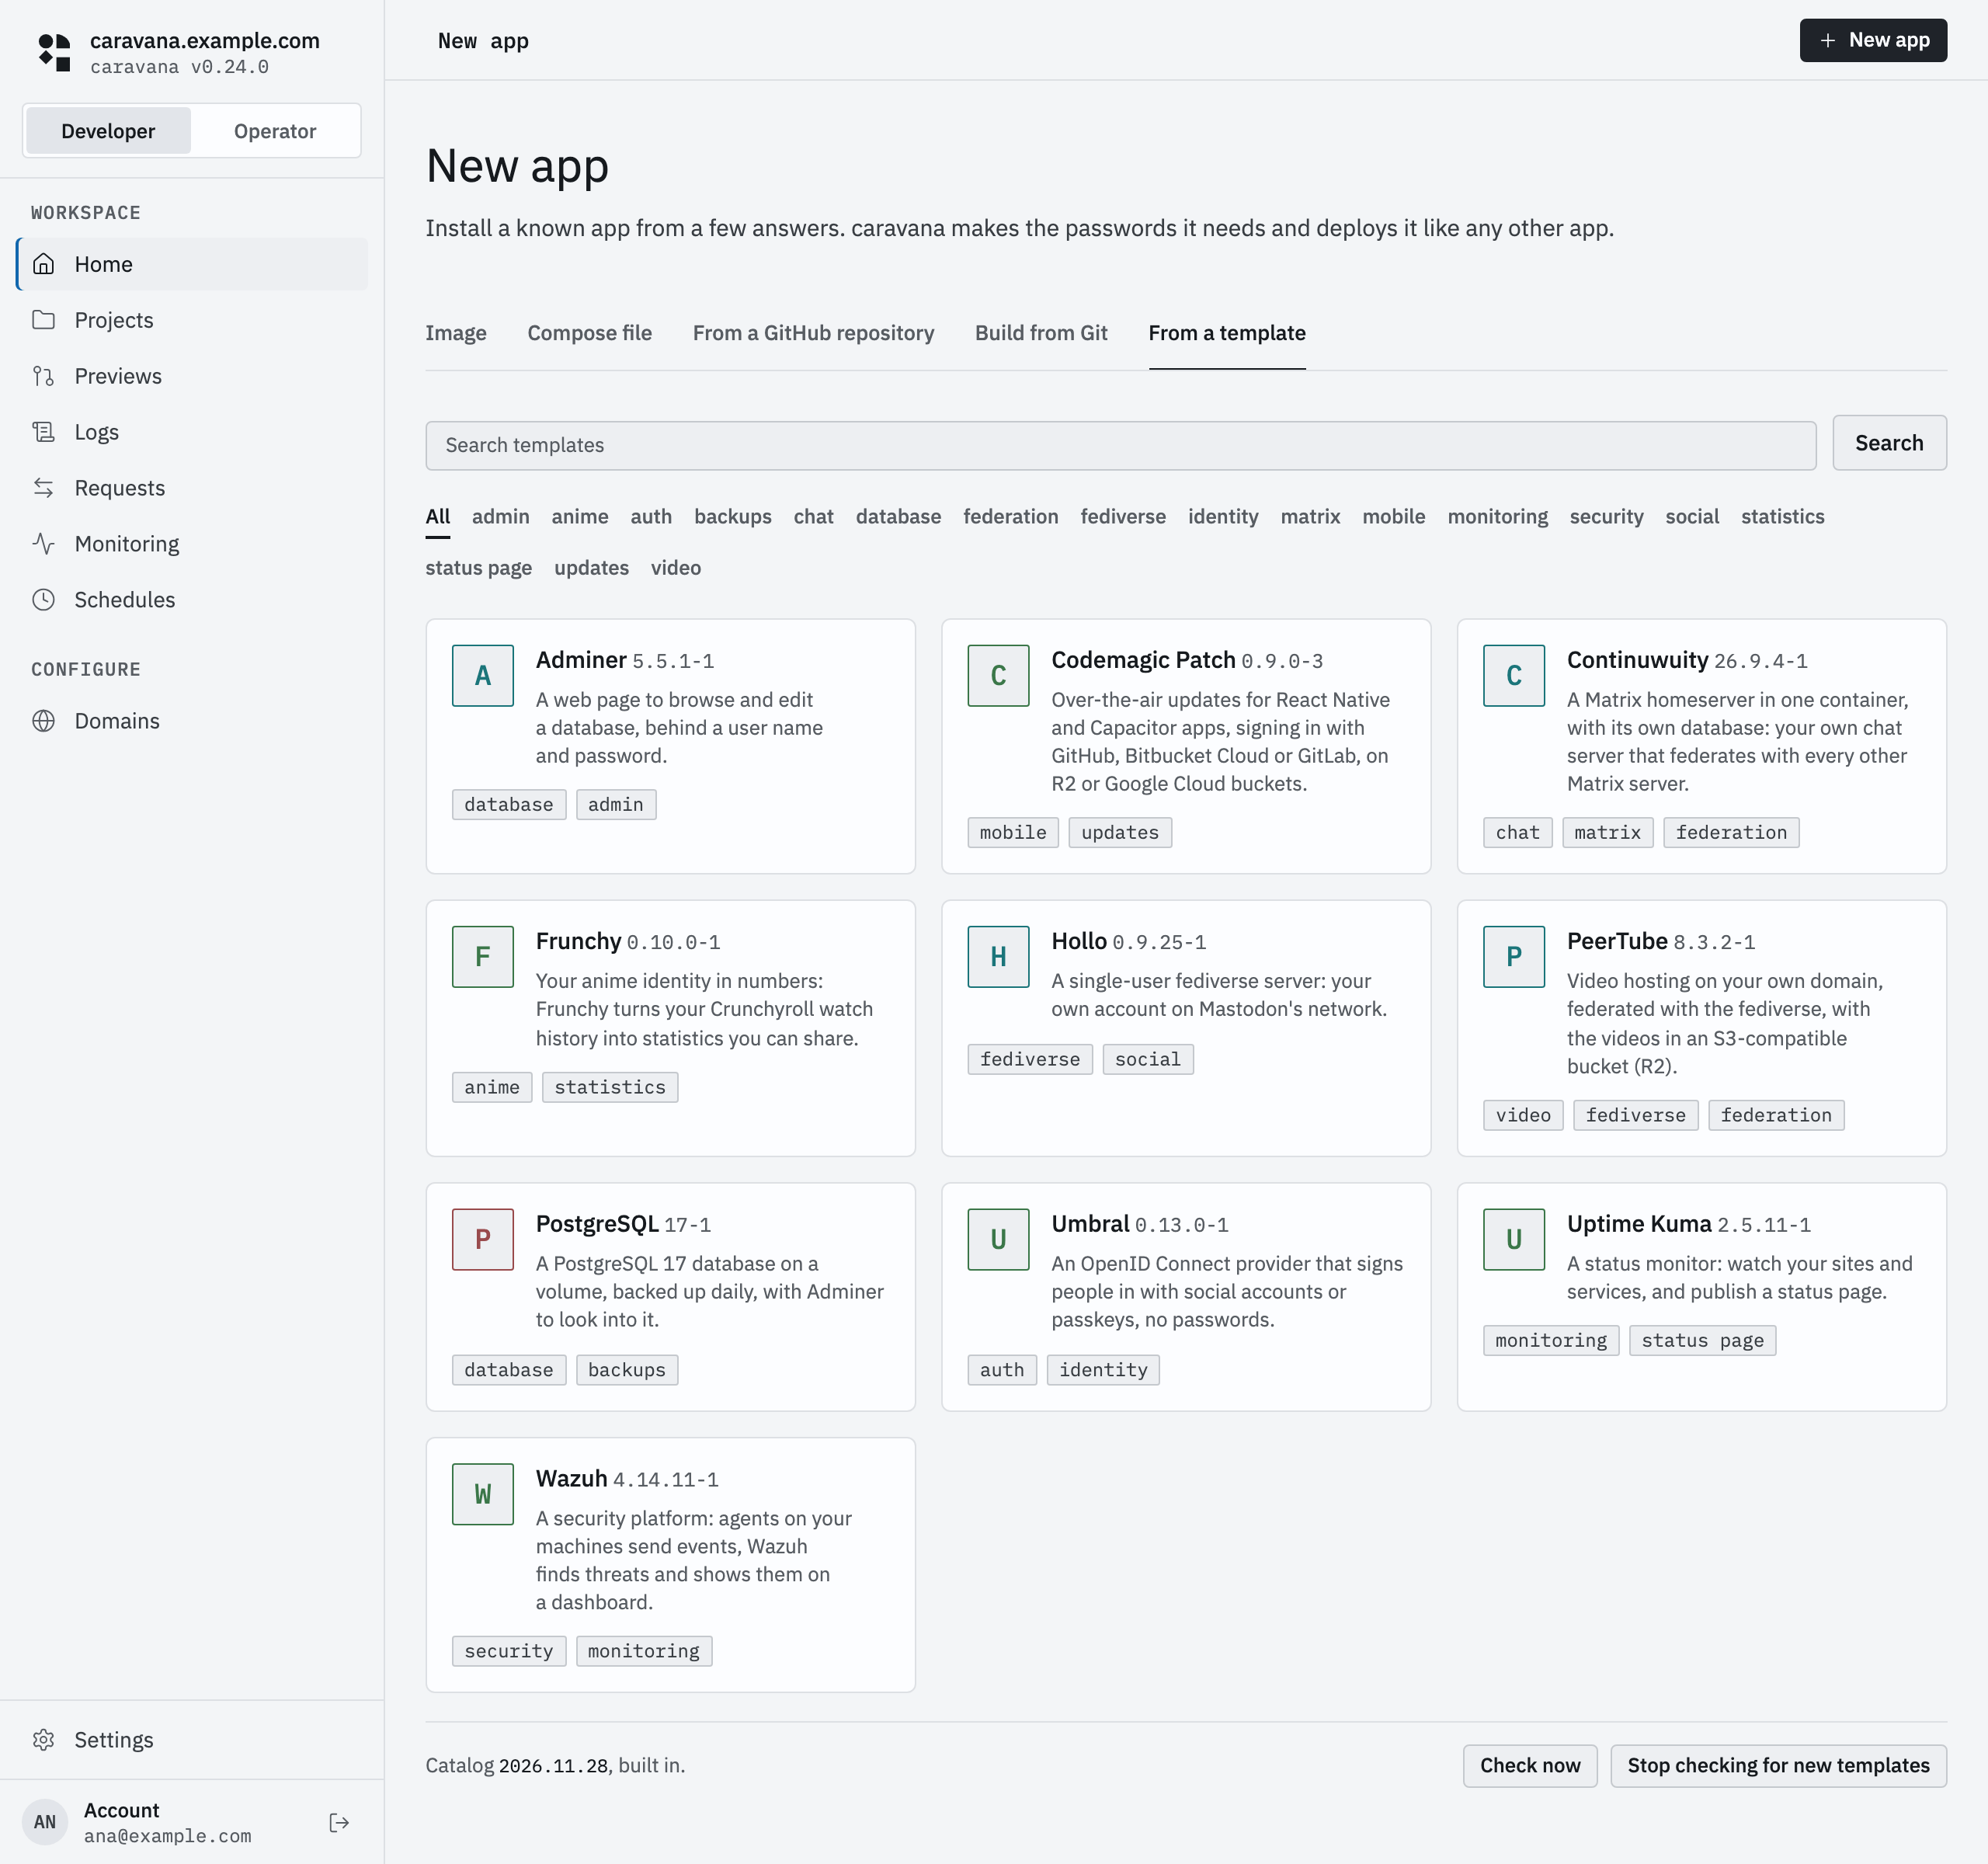 caravana.example.com
caravana v0.24.0
Developer
Operator
WORKSPACE
Home
Projects
Previews
Logs
Requests
Monitoring
Schedules
CONFIGURE
Domains
Settings
AN
Account
ana@example.com
New app
+ New app
New app
Install a known app from a few answers. caravana makes the passwords it needs and deploys it like any other app.
Image
Compose file
From a GitHub repository
Build from Git
From a template
Search templates
Search
All admin anime auth backups chat database federation fediverse identity matrix mobile monitoring security social statistics
status page updates video
A
Adminer 5.5.1-1
A web page to browse and edit
a database, behind a user name
and password.
database admin
C
Codemagic Patch 0.9.0-3
Over-the-air updates for React Native
and Capacitor apps, signing in with
GitHub, Bitbucket Cloud or GitLab, on
R2 or Google Cloud buckets.
mobile updates
C
Continuwuity 26.9.4-1
A Matrix homeserver in one container,
with its own database: your own chat
server that federates with every other
Matrix server.
chat matrix federation
F
Frunchy 0.10.0-1
Your anime identity in numbers:
Frunchy turns your Crunchyroll watch
history into statistics you can share.
anime statistics
H
Hollo 0.9.25-1
A single-user fediverse server: your
own account on Mastodon's network.
fediverse social
P
PeerTube 8.3.2-1
Video hosting on your own domain,
federated with the fediverse, with
the videos in an S3-compatible
bucket (R2).
video fediverse federation
P
PostgreSQL 17-1
A PostgreSQL 17 database on a
volume, backed up daily, with Adminer
to look into it.
database backups
U
Umbral 0.13.0-1
An OpenID Connect provider that signs
people in with social accounts or
passkeys, no passwords.
auth identity
U
Uptime Kuma 2.5.11-1
A status monitor: watch your sites and
services, and publish a status page.
monitoring status page
W
Wazuh 4.14.11-1
A security platform: agents on your
machines send events, Wazuh
finds threats and shows them on
a dashboard.
security monitoring
Catalog 2026.11.28, built in.
Check now
Stop checking for new templates